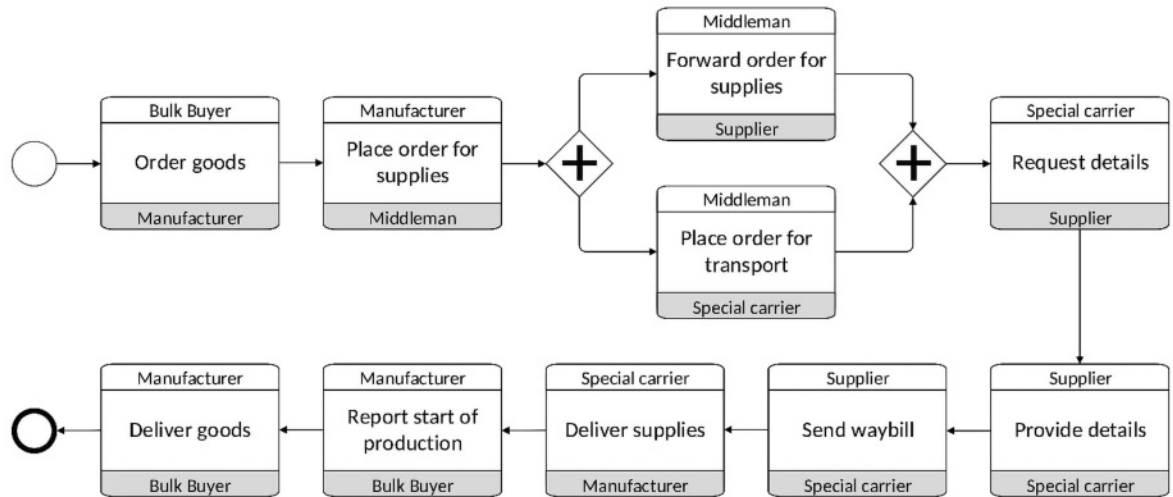 Bulk Buyer
Order goods
Manufacturer
Manufacturer
Place order for
supplies
Middleman
Middleman
Forward order for
supplies
Supplier
Middleman
Place order for
transport
Special carrier
Special carrier
Request details
Supplier
Supplier
Provide details
Special carrier
Supplier
Send waybill
Special carrier
Special carrier
Deliver supplies
Manufacturer
Manufacturer
Report start of
production
Bulk Buyer
Manufacturer
Deliver goods
Bulk Buyer